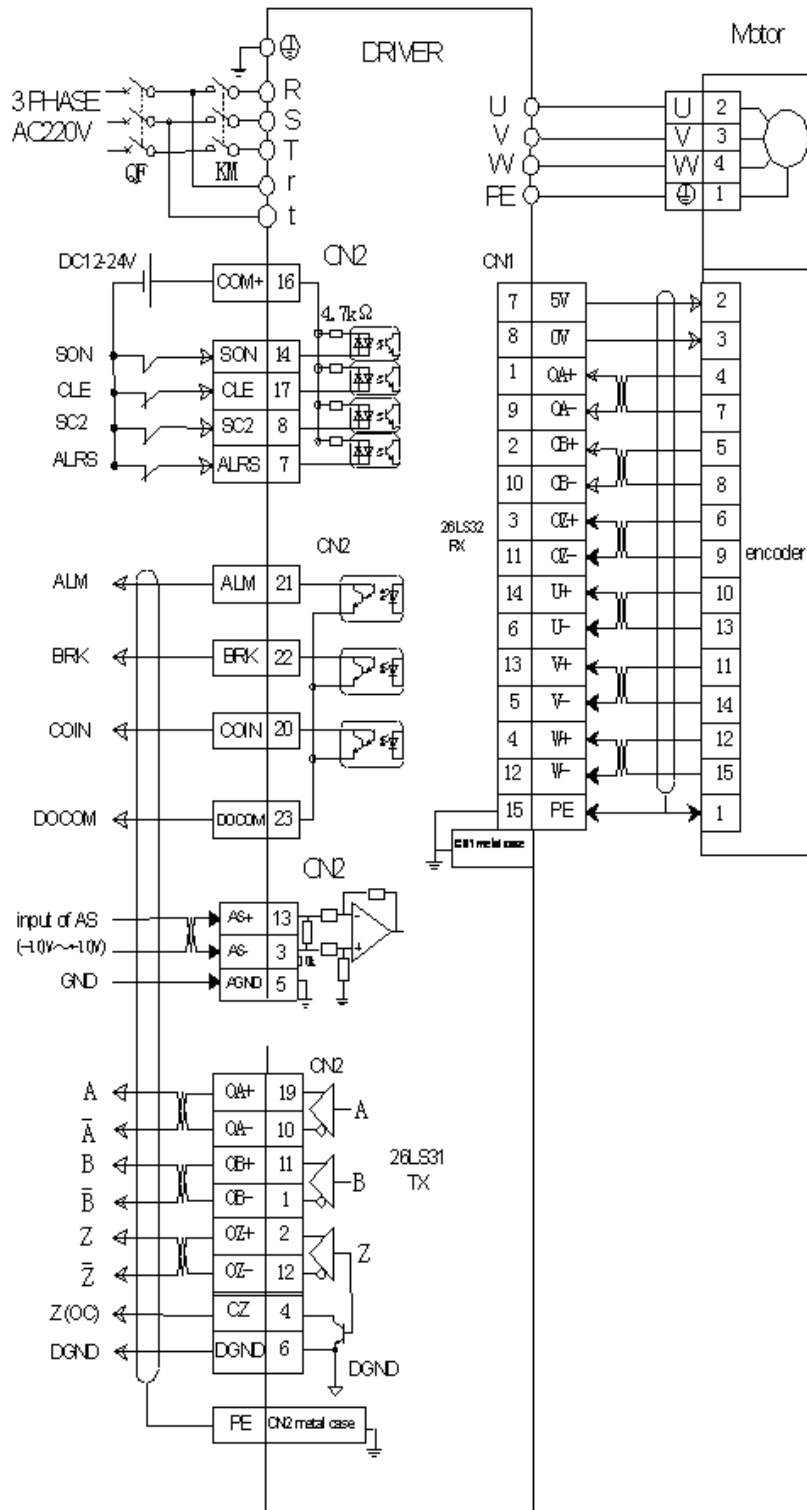 DRIVER
Motor
3 PHASE
AC220V
QF
KM
R
S
T
r
t
U
V
W
PE
U 2
V 3
W 4
1
DC12-24V
CN2
COM+ 16
4.7kΩ
SON
SON 14
CLE
CLE 17
SC2
SC2 8
ALRS
ALRS 7
CN1
7 5V 2
8 0V 3
1 OA+ 4
9 OA- 7
2 OB+ 5
10 OB- 8
3 OZ+ 6
11 OZ- 9
14 U+ 10
6 U- 13
13 V+ 11
5 V- 14
4 W+ 12
12 W- 15
15 PE 1
26LS32
RX
encoder
CN1 metal case
CN2
ALM
ALM 21
BRK
BRK 22
COIN
COIN 20
DOCOM
DOCOM 23
CN2
input of AS
(-10V～+10V)
GND
AS+ 13
AS- 3
AGND 5
-
+
CN2
A
OA+ 19
A
A̅
OA- 10
B
OB+ 11
B
B̅
OB- 1
26LS31
TX
Z
OZ+ 2
Z
Z̅
OZ- 12
Z(OC)
CZ 4
DGND
DGND 6
DGND
PE CN2 metal case